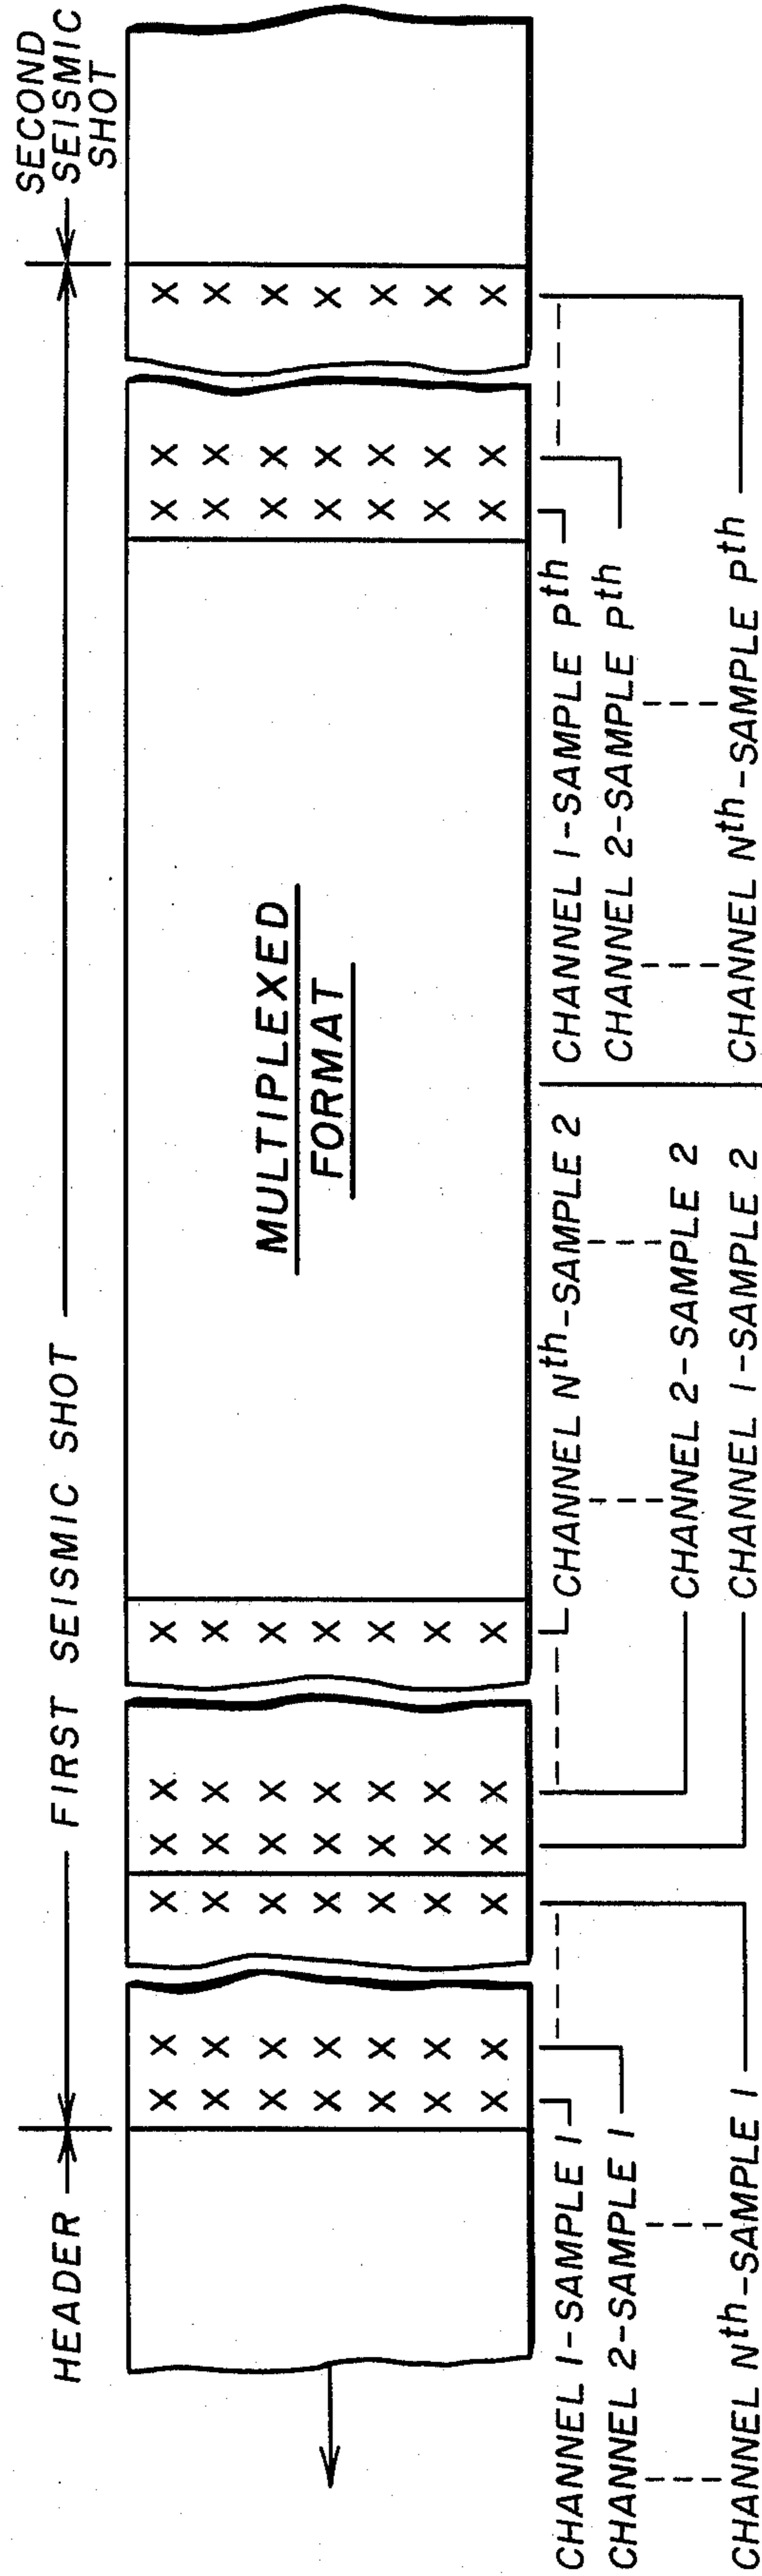 HEADER
FIRST SEISMIC SHOT
SECOND
SEISMIC
SHOT
X X X X X X X
X X X X X X X
X X X X X X X
X X X X X X X
X X X X X X X
X X X X X X X
X X X X X X X
X X X X X X X
X X X X X X X
MULTIPLEXED
FORMAT
CHANNEL 1-SAMPLE 1
CHANNEL 2-SAMPLE 1
CHANNEL Nth-SAMPLE 1
CHANNEL Nth-SAMPLE 2
CHANNEL 2-SAMPLE 2
CHANNEL 1-SAMPLE 2
CHANNEL 1-SAMPLE Pth
CHANNEL 2-SAMPLE Pth
CHANNEL Nth-SAMPLE Pth